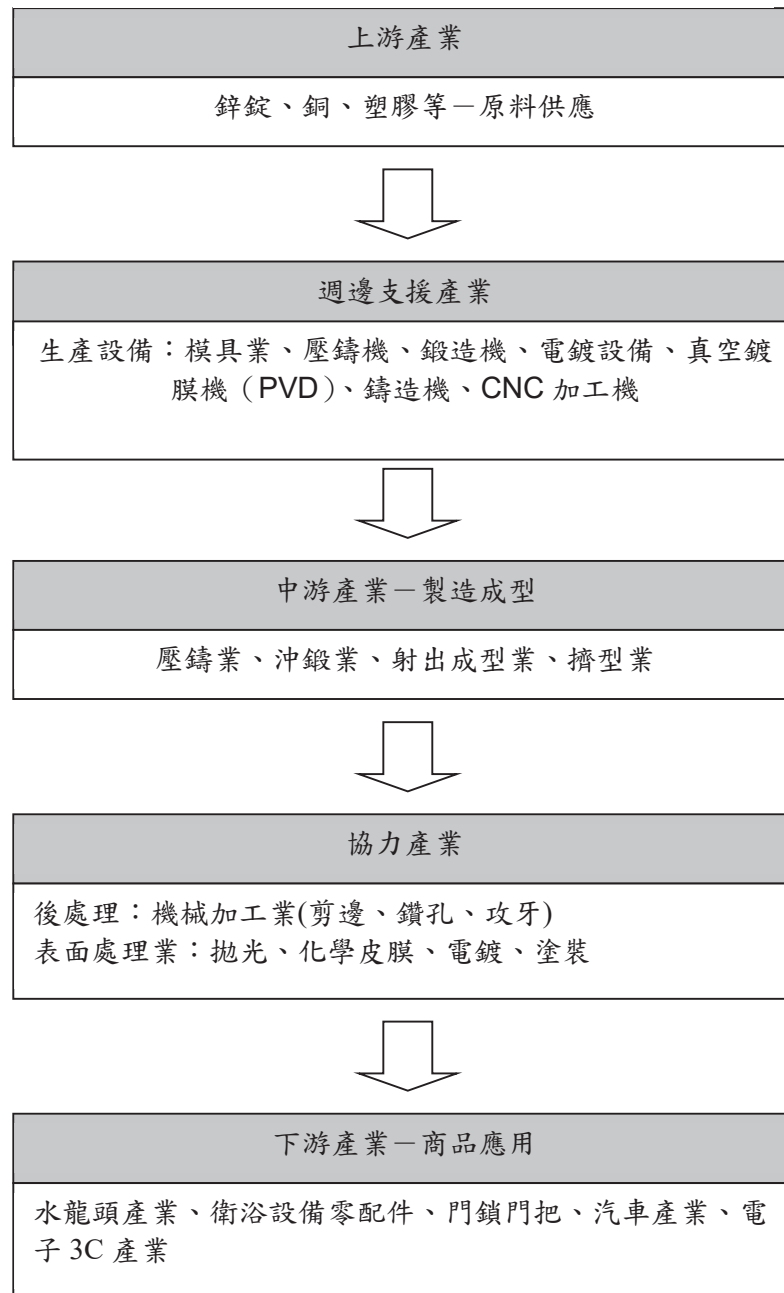 上游產業
鋅錠、銅、塑膠等－原料供應
週邊支援產業
生產設備：模具業、壓鑄機、鍛造機、電鍍設備、真空鍍
膜機（PVD）、鑄造機、CNC 加工機
中游產業－製造成型
壓鑄業、沖鍛業、射出成型業、擠型業
協力產業
後處理：機械加工業(剪邊、鑽孔、攻牙)
表面處理業：拋光、化學皮膜、電鍍、塗裝
下游產業－商品應用
水龍頭產業、衛浴設備零配件、門鎖門把、汽車產業、電
子 3C 產業